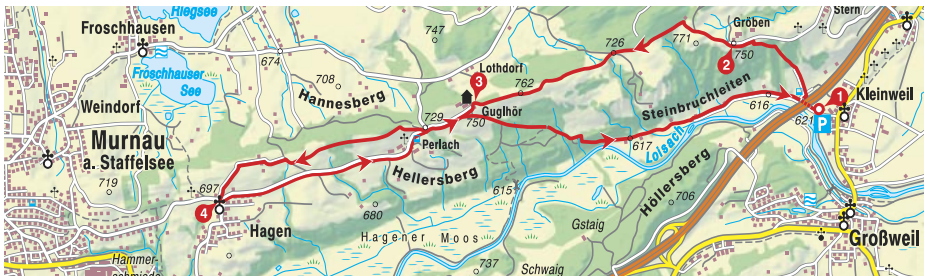 Riegsee
Froschhausen
747
726
771
Gröben
Stern
750
2
674
Froschhauser
See
708
Hannesberg
Lothdorf
3
762
Steinbruchleiten
616
1
Kleinweil
Weindorf
Guglhör
750
729
621
P
Murnau
a. Staffelsee
Perlach
617
Loisach
719
697
Hellersberg
615
Höllersberg
706
4
Hagen
680
Hagener Moos
Gstaig
Großweil
Hammer-
schmiede
737
Schwaig